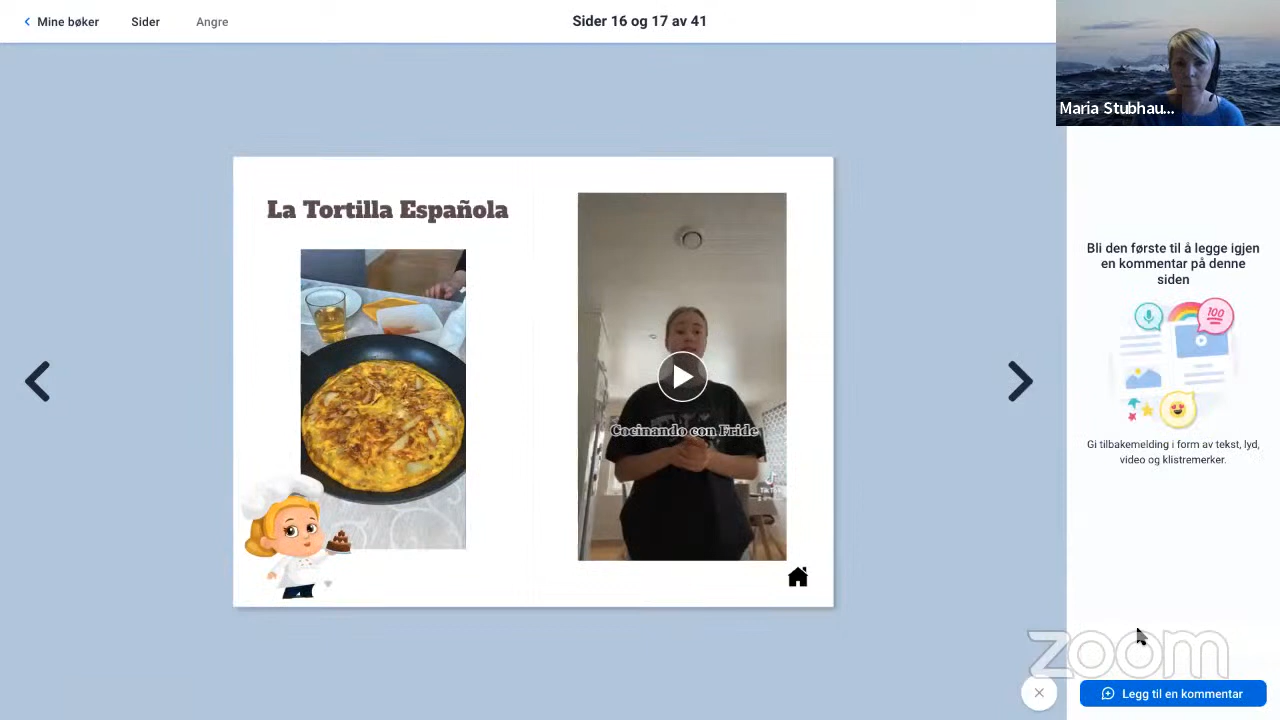 Mine bøker
Sider
Angre
Sider 16 og 17 av 41
Maria Stubhau...
La Tortilla Española
Cocinando con Fride
TikTok
Bli den første til å legge igjen
en kommentar på denne
siden
100
Gi tilbakemelding i form av tekst, lyd,
video og klistremerker.
zoom
Legg til en kommentar